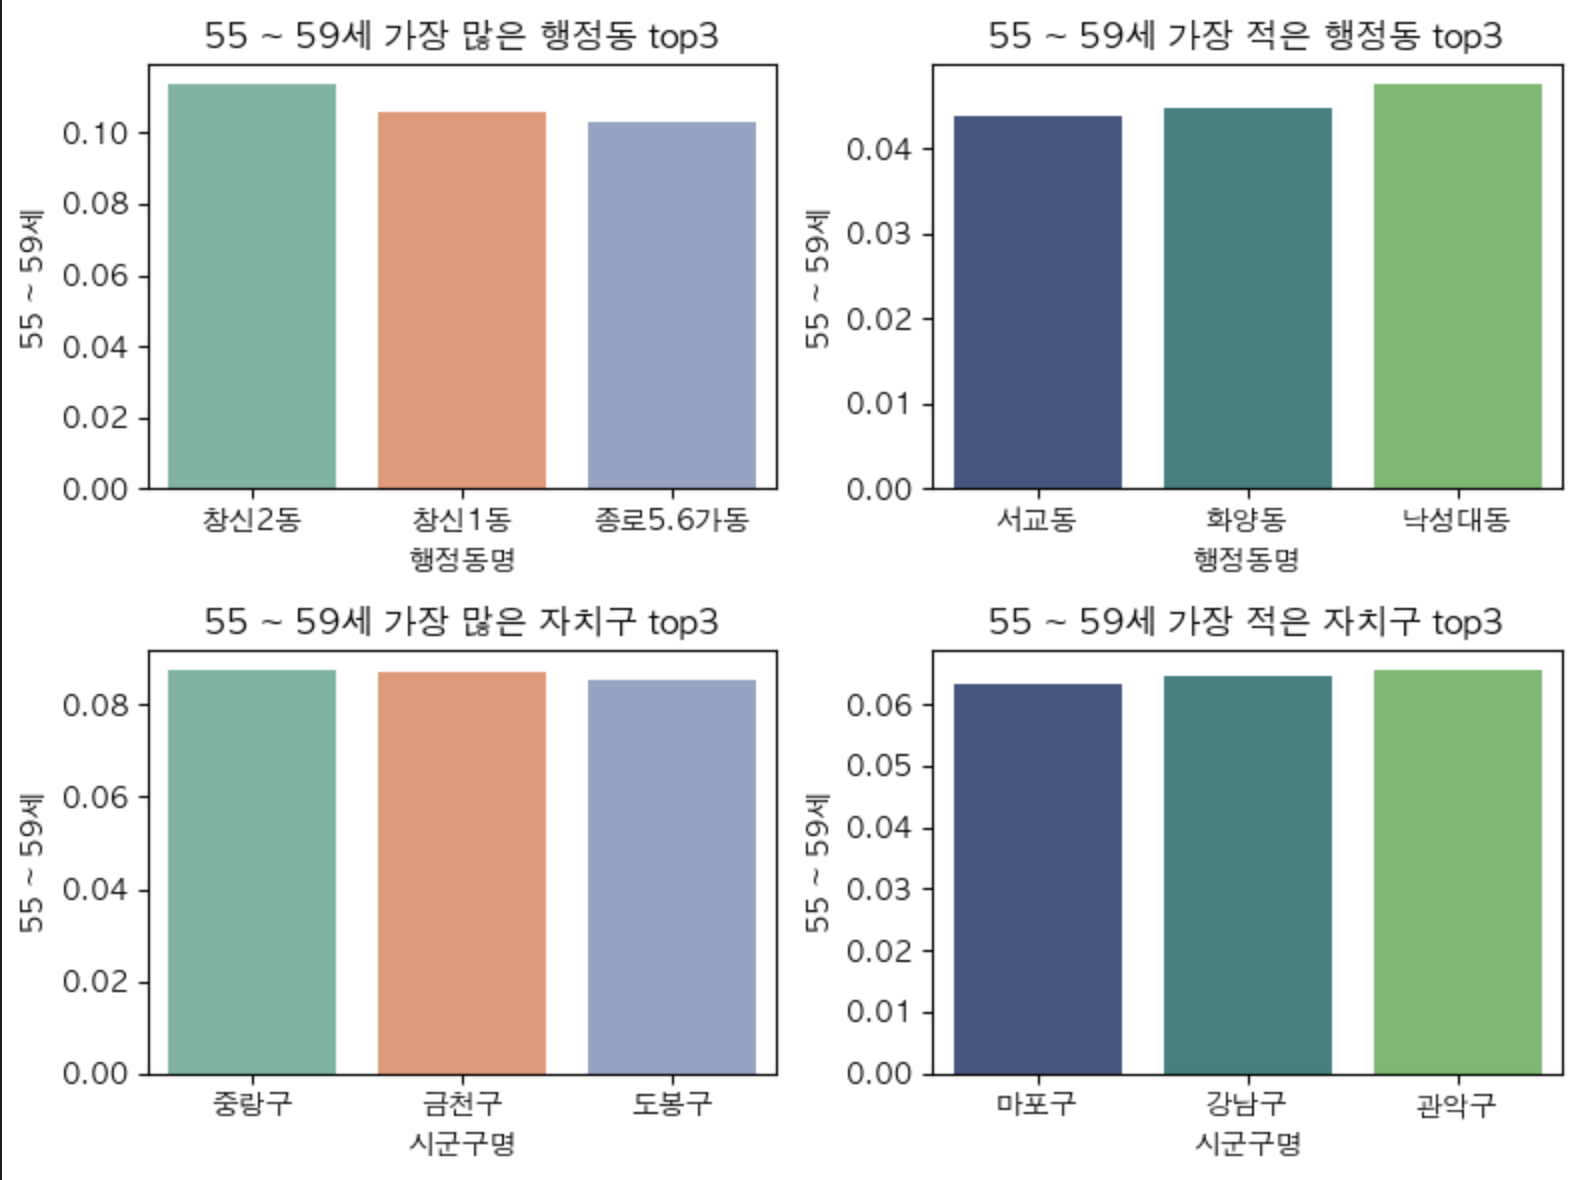 55 ~ 59세 가장 많은 행정동 top3
55 ~ 59세
0.10
0.08
0.06
0.04
0.02
0.00
창신2동 창신1동 종로5.6가동
행정동명
55 ~ 59세 가장 적은 행정동 top3
55 ~ 59세
0.04
0.03
0.02
0.01
0.00
서교동 화양동 낙성대동
행정동명
55 ~ 59세 가장 많은 자치구 top3
55 ~ 59세
0.08
0.06
0.04
0.02
0.00
중랑구 금천구 도봉구
시군구명
55 ~ 59세 가장 적은 자치구 top3
55 ~ 59세
0.06
0.05
0.04
0.03
0.02
0.01
0.00
마포구 강남구 관악구
시군구명